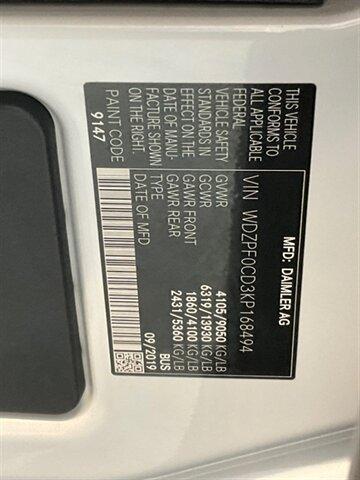 MFD: DAIMLER AG
VIN WDZPF0CD3KP168494
THIS VEHICLE
CONFORMS TO
ALL APPLICABLE
FEDERAL
VEHICLE SAFETY
STANDARDS IN
EFFECT ON THE
DATE OF MANU-
FACTURE SHOWN
ON THE RIGHT.
GVWR 4105/9050 KG/LB
GCWR 6319/13930 KG/LB
GAWR FRONT 1860/4100 KG/LB
GAWR REAR 2431/5360 KG/LB
TYPE BUS
DATE OF MFD 09/2019
PAINT CODE
9147